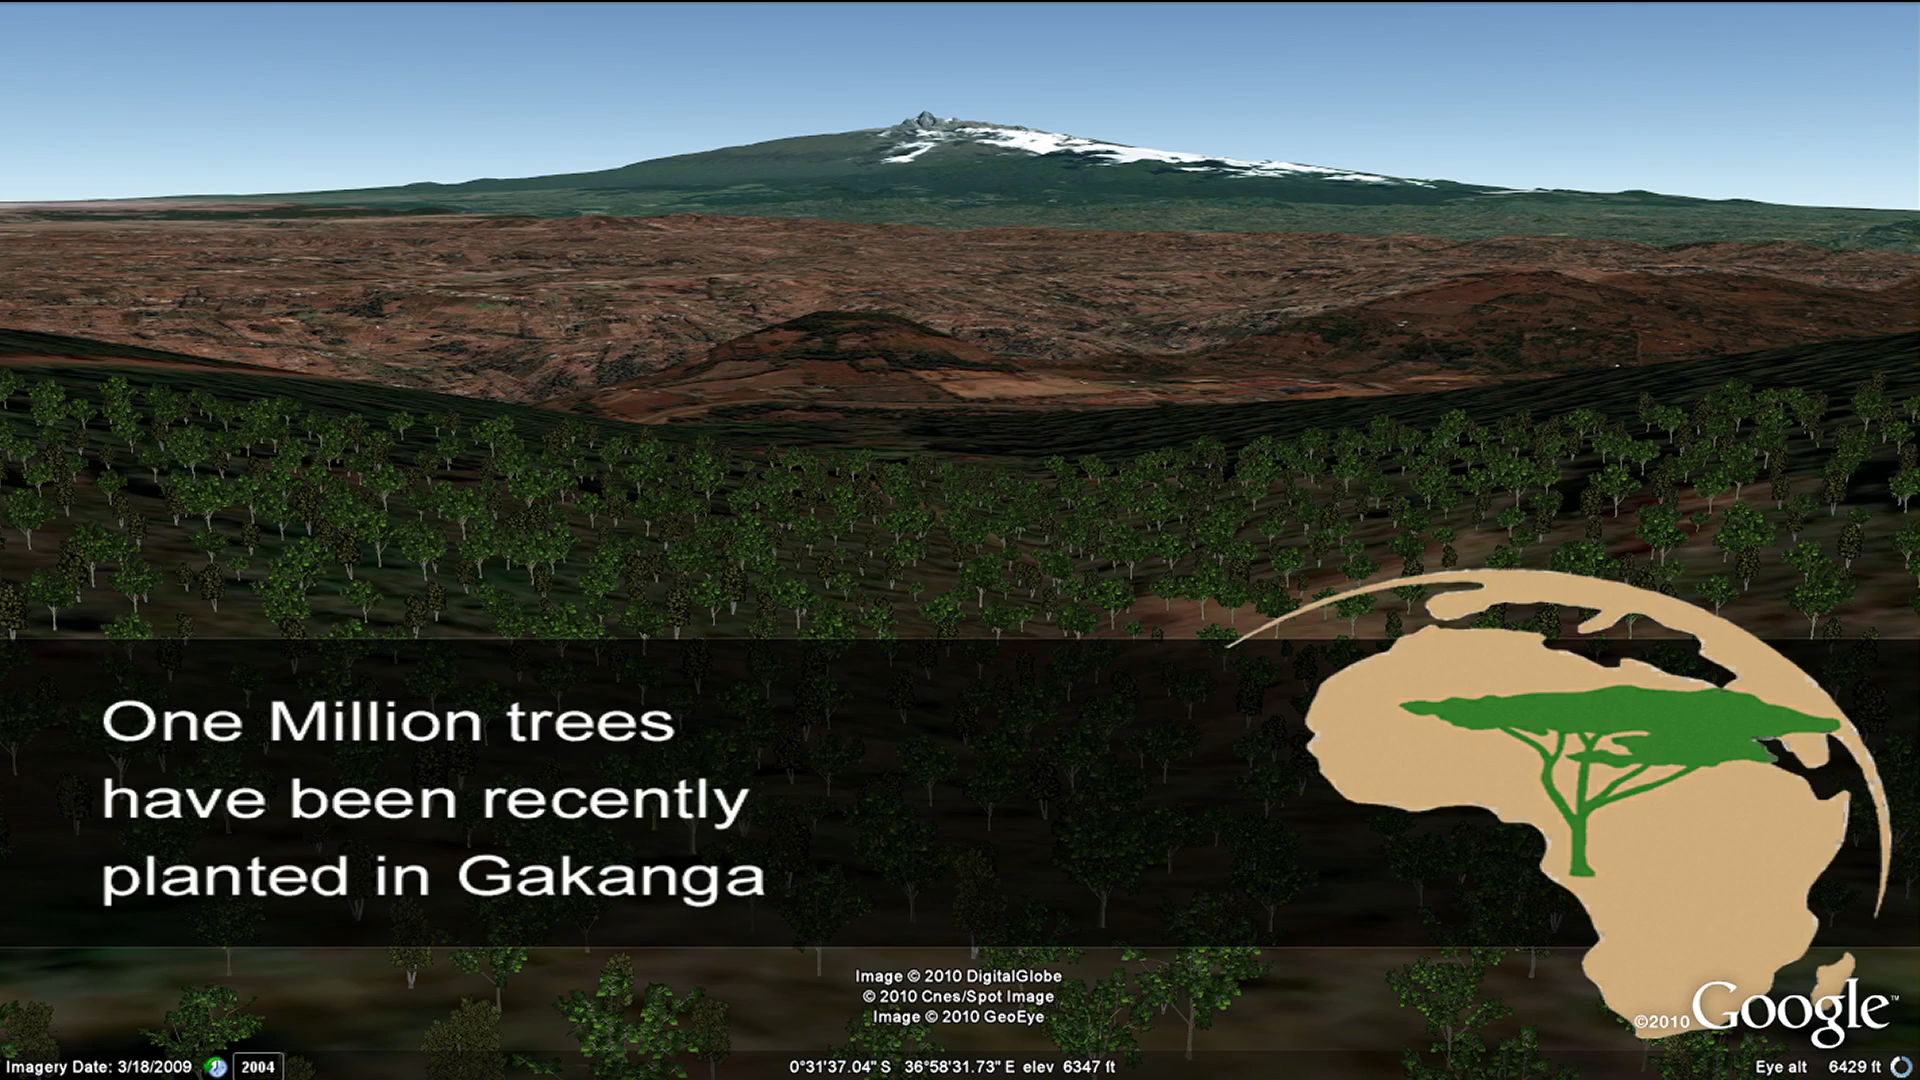 One Million trees
have been recently
planted in Gakanga
Image © 2010 DigitalGlobe
© 2010 Cnes/Spot Image
Image © 2010 GeoEye
©2010 Google™
Imagery Date: 3/18/2009 2004 0°31'37.04" S 36°58'31.73" E elev 6347 ft Eye alt 6429 ft